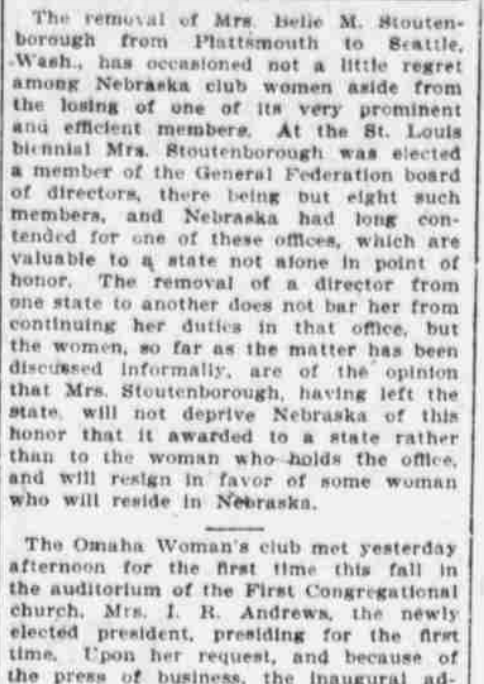 The removal of Mrs. Belle M. Stouten-
borough from Plattsmouth to Seattle,
Wash., has occasioned not a little regret
among Nebraska club women aside from
the losing of one of its very prominent
and efficient members. At the St. Louis
biennial Mrs. Stoutenborough was elected
a member of the General Federation board
of directors, there being but eight such
members, and Nebraska had long con-
tended for one of these offices, which are
valuable to a state not alone in point of
honor. The removal of a director from
one state to another does not bar her from
continuing her duties in that office, but
the women, so far as the matter has been
discussed informally, are of the opinion
that Mrs. Stoutenborough, having left the
state, will not deprive Nebraska of this
honor that it awarded to a state rather
than to the woman who holds the office,
and will resign in favor of some woman
who will reside in Nebraska.
The Omaha Woman's club met yesterday
afternoon for the first time this fall in
the auditorium of the First Congregational
church, Mrs. I. R. Andrews, the newly
elected president, presiding for the first
time. Upon her request, and because of
the press of business, the inaugural ad-